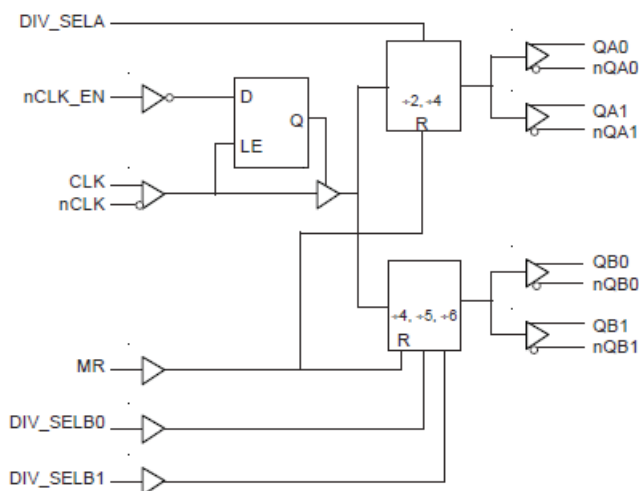 DIV_SELA
nCLK_EN
D
Q
LE
CLK
nCLK
÷2, ÷4
R
QA0
nQA0
QA1
nQA1
÷4, ÷5, ÷6
R
QB0
nQB0
QB1
nQB1
MR
DIV_SELB0
DIV_SELB1